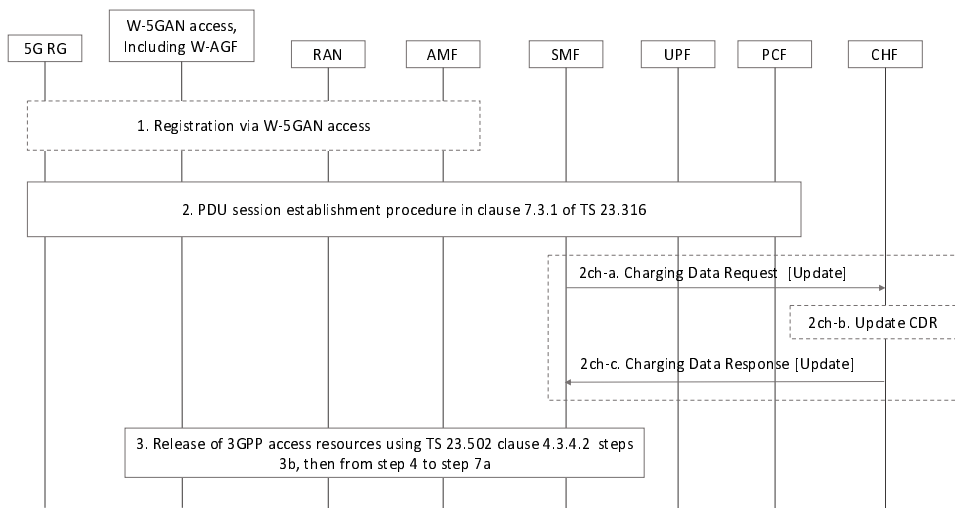 5G RG
W-5GAN access,
Including W-AGF
RAN
AMF
SMF
UPF
PCF
CHF
1. Registration via W-5GAN access
2. PDU session establishment procedure in clause 7.3.1 of TS 23.316
2ch-a. Charging Data Request [Update]
2ch-b. Update CDR
2ch-c. Charging Data Response [Update]
3. Release of 3GPP access resources using TS 23.502 clause 4.3.4.2 steps
3b, then from step 4 to step 7a